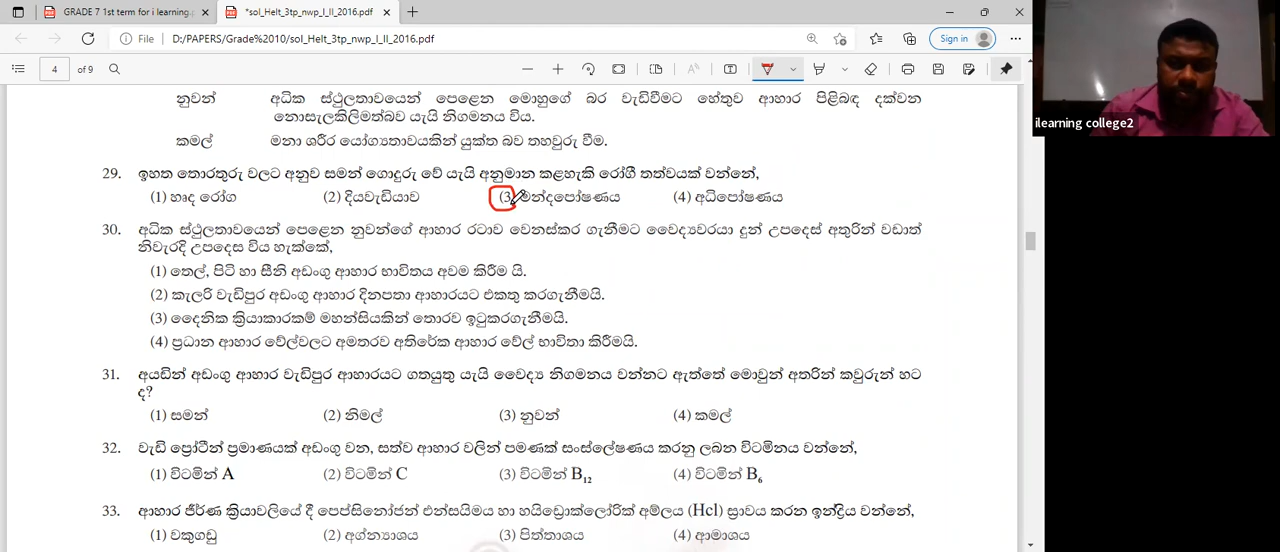 GRADE 7 1st term for i learning.p
*sol_Helt_3tp_nwp_I_II_2016.pdf
File
D:/PAPERS/Grade%2010/sol_Helt_3tp_nwp_I_II_2016.pdf
Sign in
4 of 9
ilearning college2
නුවන් අධික ස්ථුලතාවයෙන් පෙළෙන මොහුගේ බර වැඩිවීමට හේතුව ආහාර පිළිබඳ දක්වන
නොසැලකිලිමත්බව යැයි නිගමනය විය.
කමල් මනා ශරීර යෝග්‍යතාවයකින් යුක්ත බව තහවුරු වීම.
29. ඉහත තොරතුරු වලට අනුව සමන් ගොදුරු වේ යැයි අනුමාන කළහැකි රෝගී තත්වයක් වන්නේ,
(1) හෘද රෝග (2) දියවැඩියාව (3) මන්දපෝෂණය (4) අධිපෝෂණය
30. අධික ස්ථුලතාවයෙන් පෙළෙන නුවන්ගේ ආහාර රටාව වෙනස්කර ගැනීමට වෛද්‍යවරයා දුන් උපදෙස් අතුරින් වඩාත්
නිවැරදි උපදෙස විය හැක්කේ,
(1) තෙල්, පිටි හා සීනි අඩංගු ආහාර භාවිතය අවම කිරීම යි.
(2) කැලරි වැඩිපුර අඩංගු ආහාර දිනපතා ආහාරයට එකතු කරගැනීමයි.
(3) දෛනික ක්‍රියාකාරකම් මහන්සියකින් තොරව ඉටුකරගැනීමයි.
(4) ප්‍රධාන ආහාර වේල්වලට අමතරව අතිරේක ආහාර වේල් භාවිතා කිරීමයි.
31. අයඩින් අඩංගු ආහාර වැඩිපුර ආහාරයට ගතයුතු යැයි වෛද්‍ය නිගමනය වන්නට ඇත්තේ මොවුන් අතරින් කවුරුන් හට
ද?
(1) සමන් (2) නිමල් (3) නුවන් (4) කමල්
32. වැඩි ප්‍රෝටීන් ප්‍රමාණයක් අඩංගු වන, සත්ව ආහාර වලින් පමණක් සංස්ලේෂණය කරනු ලබන විටමිනය වන්නේ,
(1) විටමින් A (2) විටමින් C (3) විටමින් B₁₂ (4) විටමින් B₆
33. ආහාර ජීර්ණ ක්‍රියාවලියේ දී පෙප්සිනෝජන් එන්සයිමය හා හයිඩ්‍රොක්ලෝරික් අම්ලය (Hcl) ස්‍රාවය කරන ඉන්ද්‍රිය වන්නේ,
(1) වකුගඩු (2) අග්න්‍යාශය (3) පිත්තාශය (4) ආමාශය